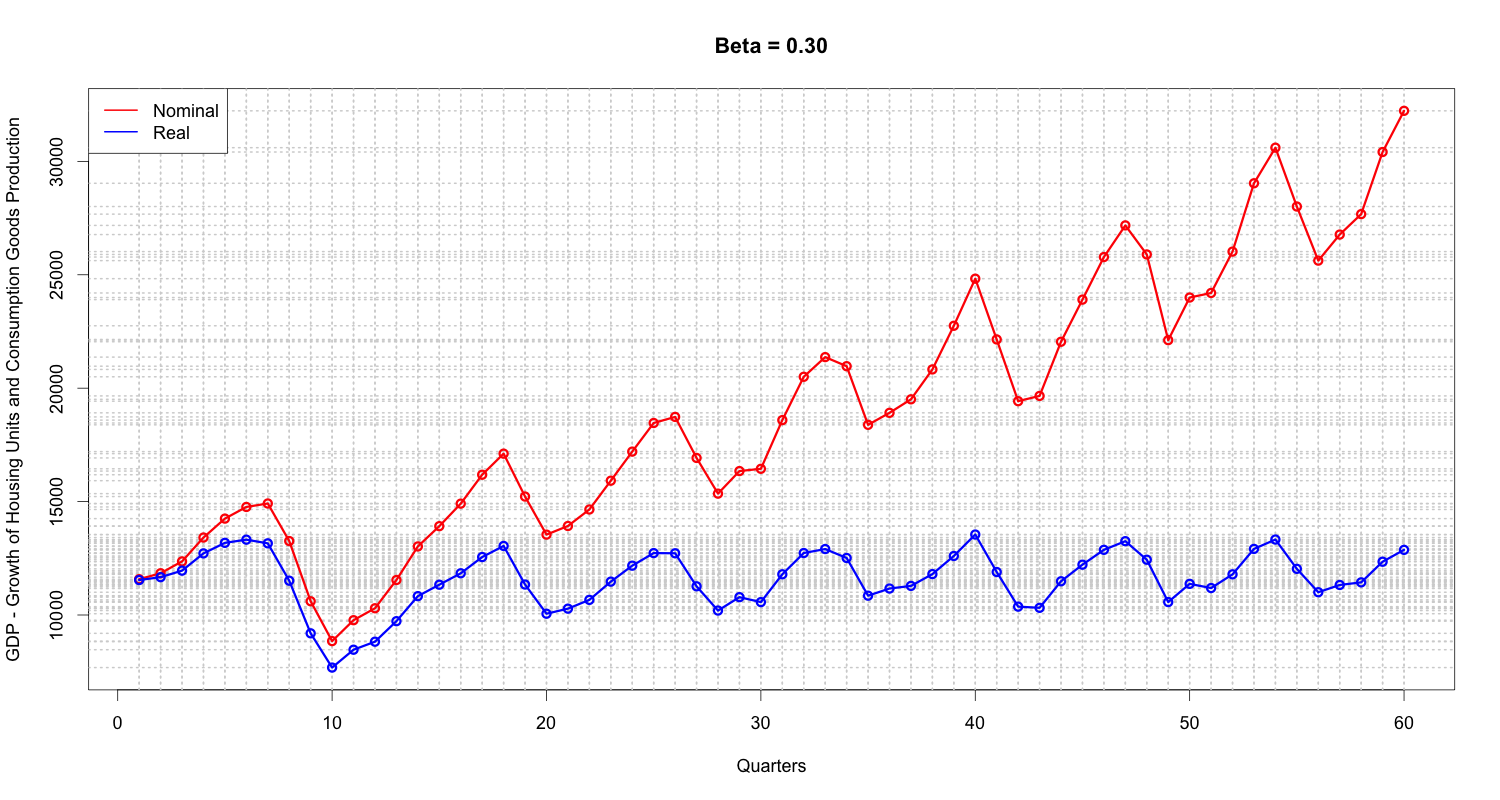 Beta = 0.30
Nominal
Real
GDP - Growth of Housing Units and Consumption Goods Production
30000
25000
20000
15000
10000
0 10 20 30 40 50 60
Quarters